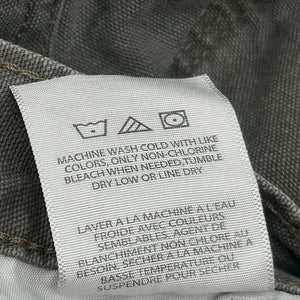 MACHINE WASH COLD WITH LIKE
COLORS, ONLY NON-CHLORINE
BLEACH WHEN NEEDED,TUMBLE
DRY LOW OR LINE DRY
LAVER A LA MACHINE A L'EAU
FROIDE AVEC COULEURS
SEMBLABLES. AGENT DE
BLANCHIMENT NON CHLORE AU
BESOIN. SÈCHER A LA MACHINE A
BASSE TEMPERATURE OU
SUSPENDRE POUR SECHER